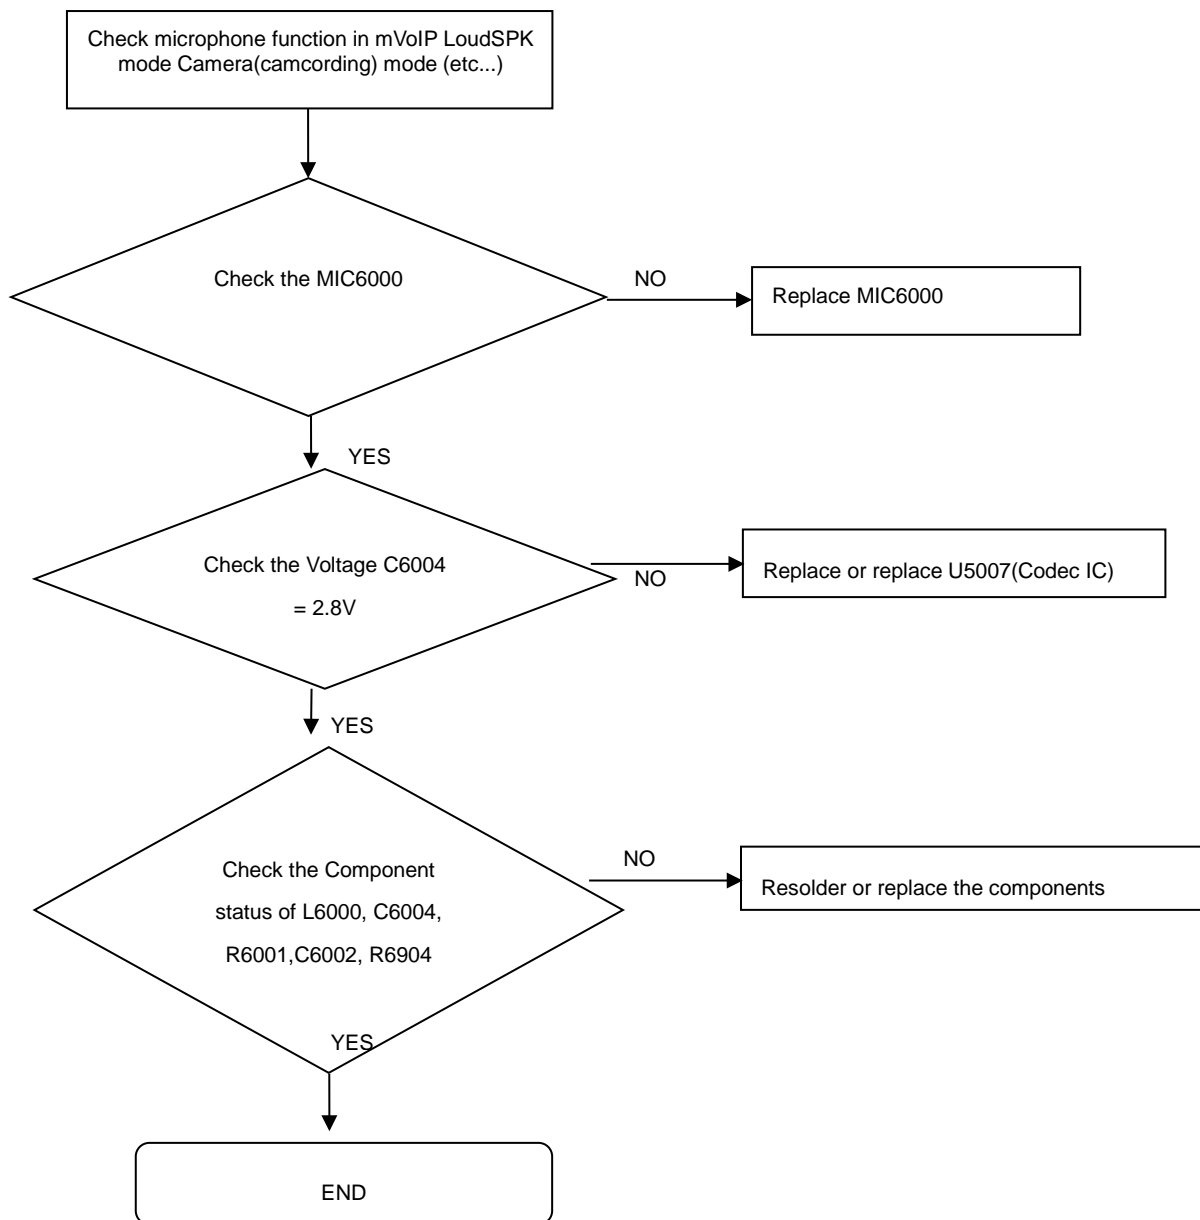 Check microphone function in mVoIP LoudSPK
mode Camera(camcording) mode (etc...)
Check the MIC6000
NO
Replace MIC6000
YES
Check the Voltage C6004
= 2.8V
NO
Replace or replace U5007(Codec IC)
YES
Check the Component
status of L6000, C6004,
R6001,C6002, R6904
NO
Resolder or replace the components
YES
END